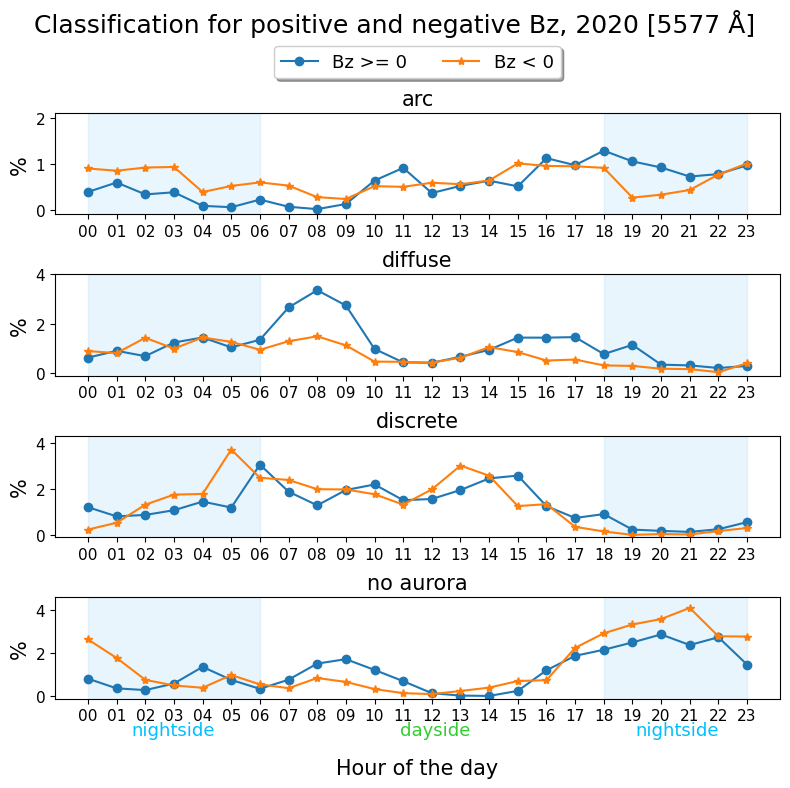 Classification for positive and negative Bz, 2020 [5577 Å]
Bz >= 0 Bz < 0
arc
2
1
0
%
00 01 02 03 04 05 06 07 08 09 10 11 12 13 14 15 16 17 18 19 20 21 22 23
diffuse
4
2
0
%
00 01 02 03 04 05 06 07 08 09 10 11 12 13 14 15 16 17 18 19 20 21 22 23
discrete
4
2
0
%
00 01 02 03 04 05 06 07 08 09 10 11 12 13 14 15 16 17 18 19 20 21 22 23
no aurora
4
2
0
%
00 01 02 03 04 05 06 07 08 09 10 11 12 13 14 15 16 17 18 19 20 21 22 23
nightside dayside nightside
Hour of the day